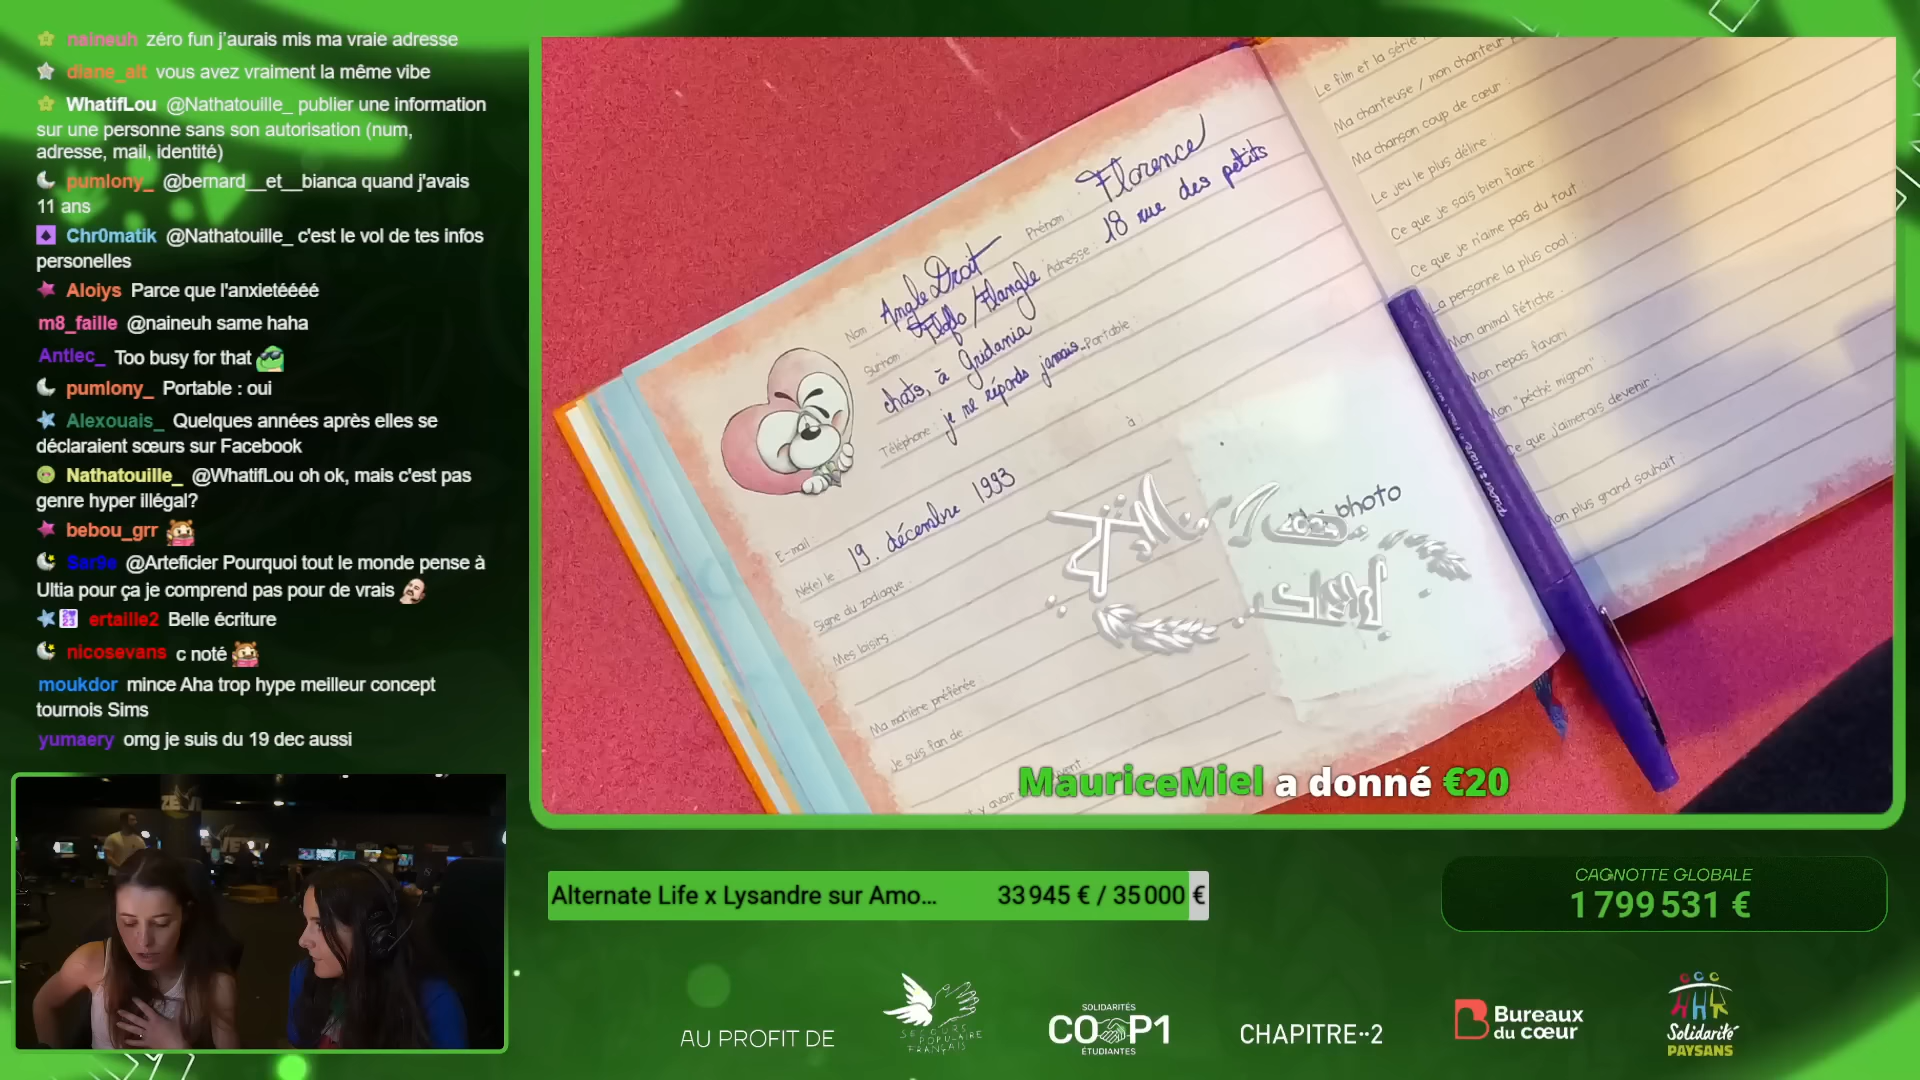 naineuh zéro fun j'aurais mis ma vraie adresse
diane_alt vous avez vraiment la même vibe
WhatifLou @Nathatouille_ publier une information
sur une personne sans son autorisation (num,
adresse, mail, identité)
pumlony_ @bernard__et__bianca quand j'avais
11 ans
Chr0matik @Nathatouille_ c'est le vol de tes infos
personelles
Aloiys Parce que l'anxietéééé
m8_faille @naineuh same haha
Antlec_ Too busy for that
pumlony_ Portable : oui
Alexouais_ Quelques années après elles se
déclaraient sœurs sur Facebook
Nathatouille_ @WhatifLou oh ok, mais c'est pas
genre hyper illégal?
bebou_grr
Sar9e @Arteficier Pourquoi tout le monde pense à
Ultia pour ça je comprend pas pour de vrais
ertaille2 Belle écriture
nicosevans c noté
moukdor mince Aha trop hype meilleur concept
tournois Sims
yumaery omg je suis du 19 dec aussi
Nom : Angle Droit Prénom : Florence
Surnom : Floflo / Flangle Adresse : 18 rue des petits
chats, à Gridania
Téléphone : je ne réponds jamais. Portable :
E-mail :
Né(e) le : 19 décembre 1993 à :
Signe du zodiaque :
Mes loisirs :
Ma matière préférée :
Je suis fan de
photo
Le film et la série
Ma chanteuse / mon chanteur
Ma chanson coup de cœur :
Le jeu le plus délire :
Ce que je sais bien faire :
Ce que je n'aime pas du tout :
La personne la plus cool :
Mon animal fétiche :
Mon repas favori :
Mon "péché mignon" :
Ce que j'aimerais devenir :
Mon plus grand souhait :
MauriceMiel a donné €20
Alternate Life x Lysandre sur Amo... 33 945 € / 35 000 €
CAGNOTTE GLOBALE
1 799 531 €
AU PROFIT DE
SECOURS
POPULAIRE
FRANÇAIS
SOLIDARITÉS
CO P1
ÉTUDIANTES
CHAPITRE··2
Bureaux
du cœur
Solidarité
PAYSANS